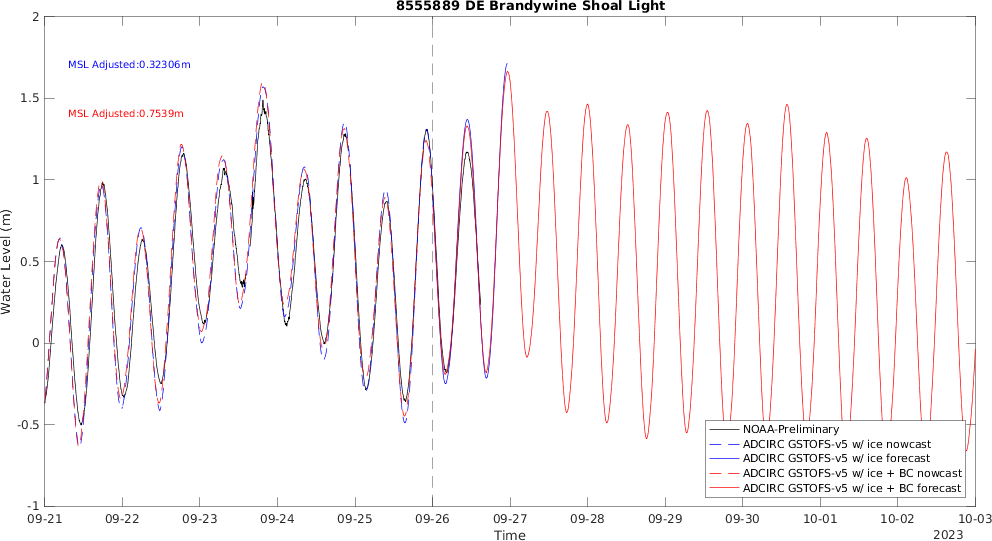 8555889 DE Brandywine Shoal Light
MSL Adjusted:0.32306m
MSL Adjusted:0.7539m
Water Level (m)
2
1.5
1
0.5
0
-0.5
-1
NOAA-Preliminary
ADCIRC GSTOFS-v5 w/ ice nowcast
ADCIRC GSTOFS-v5 w/ ice forecast
ADCIRC GSTOFS-v5 w/ ice + BC nowcast
ADCIRC GSTOFS-v5 w/ ice + BC forecast
09-21 09-22 09-23 09-24 09-25 09-26 09-27 09-28 09-29 09-30 10-01 10-02 10-03
Time
2023